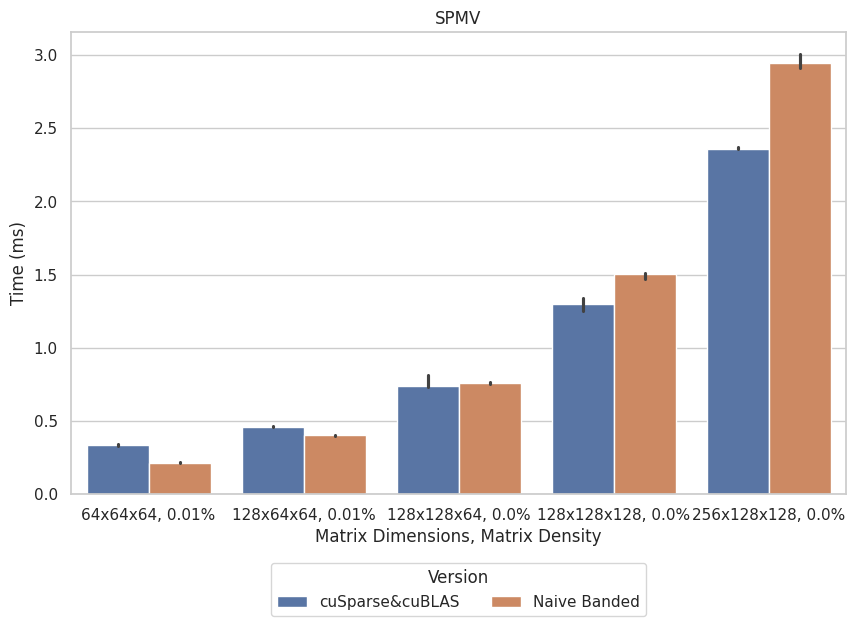 SPMV
3.0
2.5
2.0
1.5
1.0
0.5
0.0
Time (ms)
64x64x64, 0.01% 128x64x64, 0.01% 128x128x64, 0.0% 128x128x128, 0.0% 256x128x128, 0.0%
Matrix Dimensions, Matrix Density
Version
cuSparse&cuBLAS Naive Banded